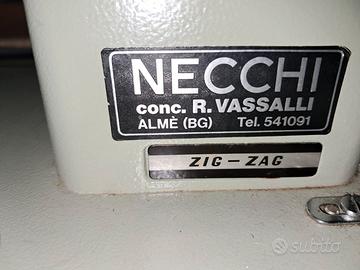 NECCHI
conc. R. VASSALLI
ALMÈ (BG) Tel. 541091
ZIG-ZAG
subito